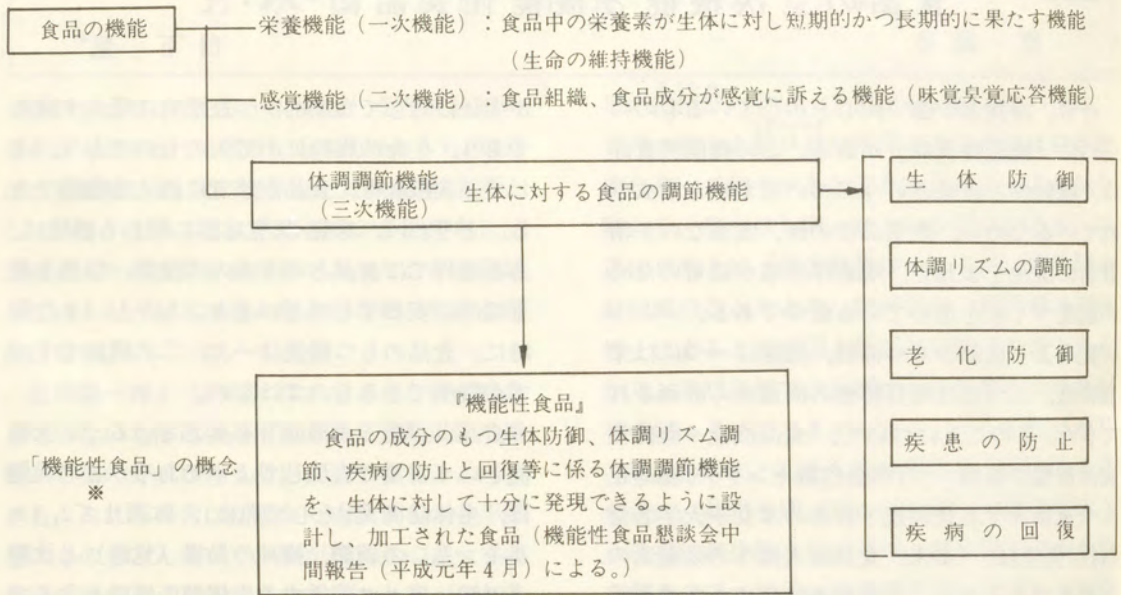 食品の機能
栄養機能（一次機能）：食品中の栄養素が生体に対し短期的かつ長期的に果たす機能
（生命の維持機能）
感覚機能（二次機能）：食品組織、食品成分が感覚に訴える機能（味覚臭覚応答機能）
体調調節機能
（三次機能）
生体に対する食品の調節機能
生体防御
体調リズムの調節
老化防御
疾患の防止
疾病の回復
「機能性食品」の概念
※
『機能性食品』
食品の成分のもつ生体防御、体調リズム調
節、疾病の防止と回復等に係る体調調節機能
を、生体に対して十分に発現できるように設
計し、加工された食品（機能性食品懇談会中
間報告（平成元年４月）による。）